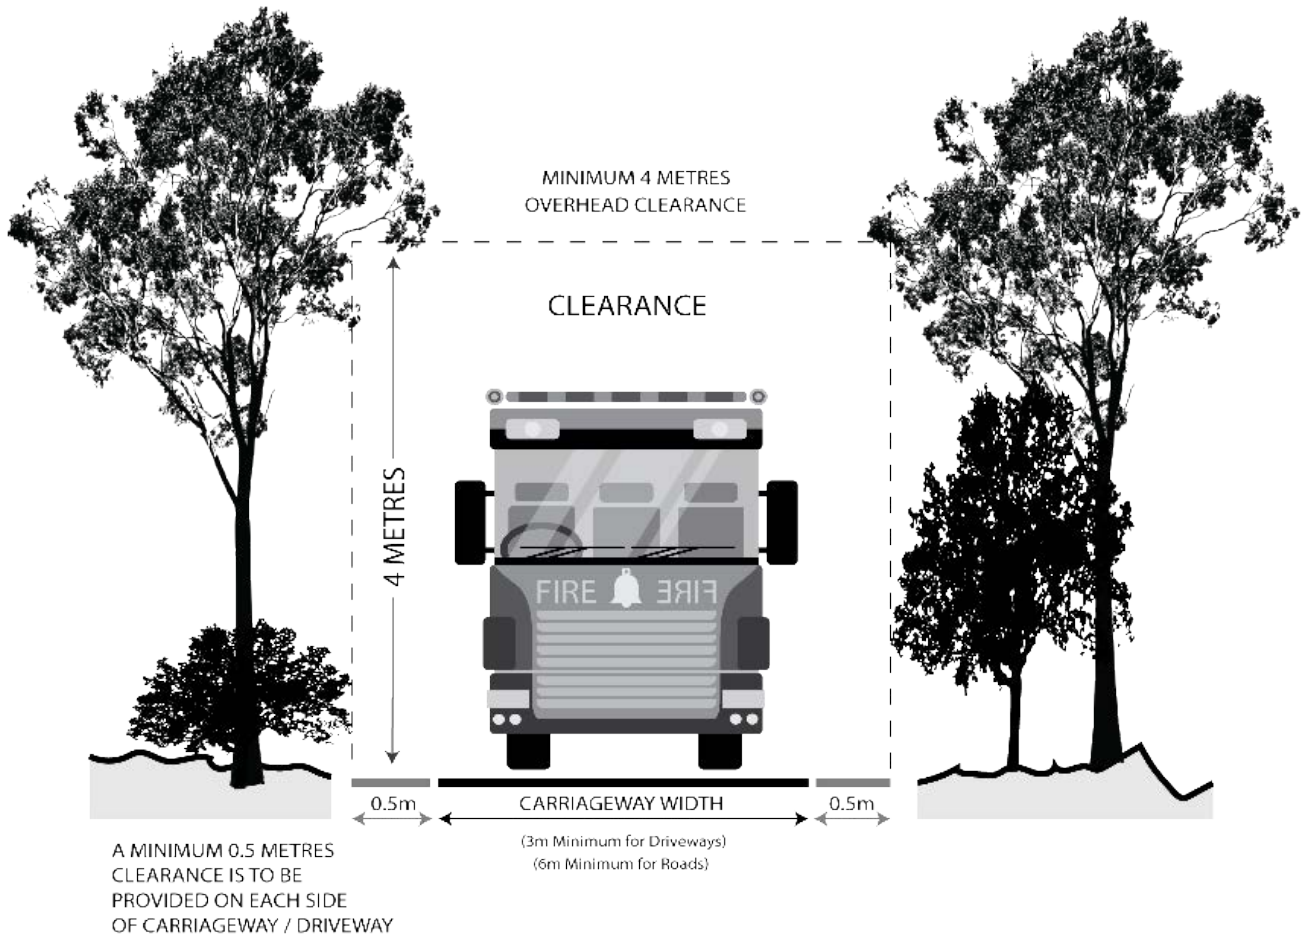 MINIMUM 4 METRES
OVERHEAD CLEARANCE
CLEARANCE
4 METRES
FIRE FIRE
0.5m
CARRIAGEWAY WIDTH
0.5m
(3m Minimum for Driveways)
(6m Minimum for Roads)
A MINIMUM 0.5 METRES
CLEARANCE IS TO BE
PROVIDED ON EACH SIDE
OF CARRIAGEWAY / DRIVEWAY